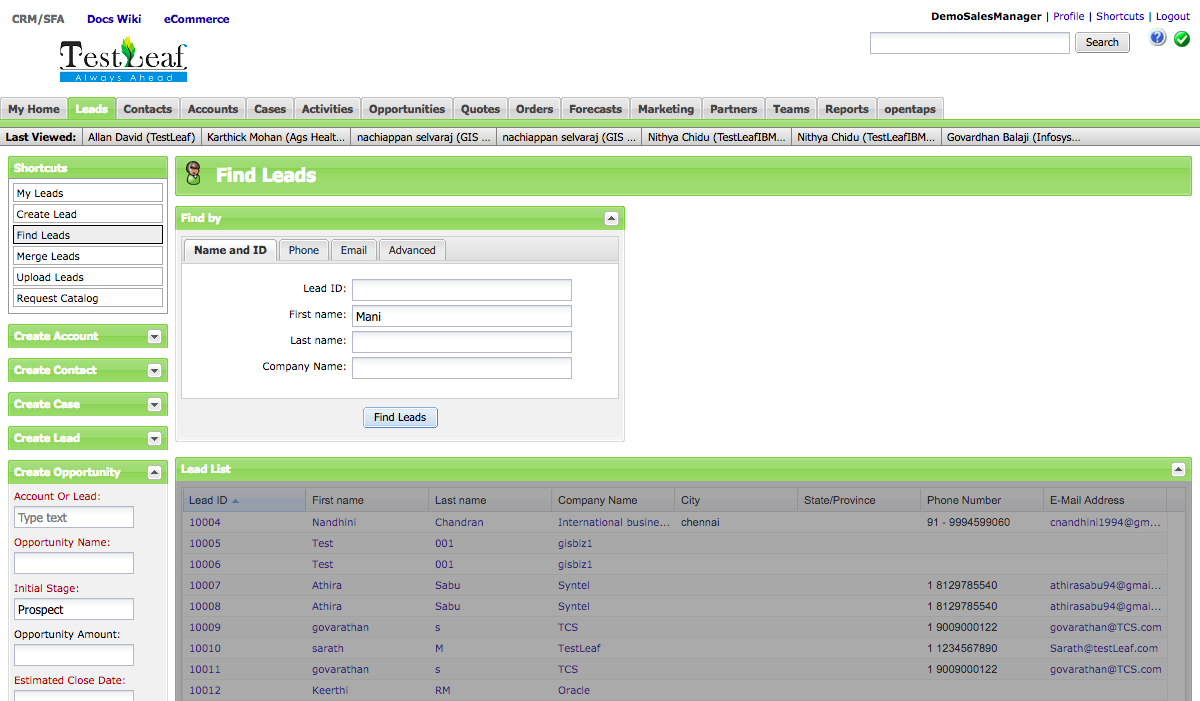 CRM/SFA Docs Wiki eCommerce
DemoSalesManager | Profile | Shortcuts | Logout
TestLeaf
Always Ahead
Search
My Home Leads Contacts Accounts Cases Activities Opportunities Quotes Orders Forecasts Marketing Partners Teams Reports opentaps
Last Viewed: Allan David (TestLeaf) Karthick Mohan (Ags Healt... nachiappan selvaraj (GIS ... nachiappan selvaraj (GIS ... Nithya Chidu (TestLeafIBM... Nithya Chidu (TestLeafIBM... Govardhan Balaji (Infosys...
Shortcuts
My Leads
Create Lead
Find Leads
Merge Leads
Upload Leads
Request Catalog
Create Account
Create Contact
Create Case
Create Lead
Create Opportunity
Account Or Lead:
Type text
Opportunity Name:
Initial Stage:
Prospect
Opportunity Amount:
Estimated Close Date:
Find Leads
Find by
Name and ID Phone Email Advanced
Lead ID:
First name: Mani
Last name:
Company Name:
Find Leads
Lead List
Lead ID First name Last name Company Name City State/Province Phone Number E-Mail Address
10004 Nandhini Chandran International busine... chennai 91 - 9994599060 cnandhini1994@gm...
10005 Test 001 gisbiz1
10006 Test 001 gisbiz1
10007 Athira Sabu Syntel 1 8129785540 athirasabu94@gmai...
10008 Athira Sabu Syntel 1 8129785540 athirasabu94@gmai...
10009 govarathan s TCS 1 9009000122 govarathan@TCS.com
10010 sarath M TestLeaf 1 1234567890 Sarath@testLeaf.com
10011 govarathan s TCS 1 9009000122 govarathan@TCS.com
10012 Keerthi RM Oracle